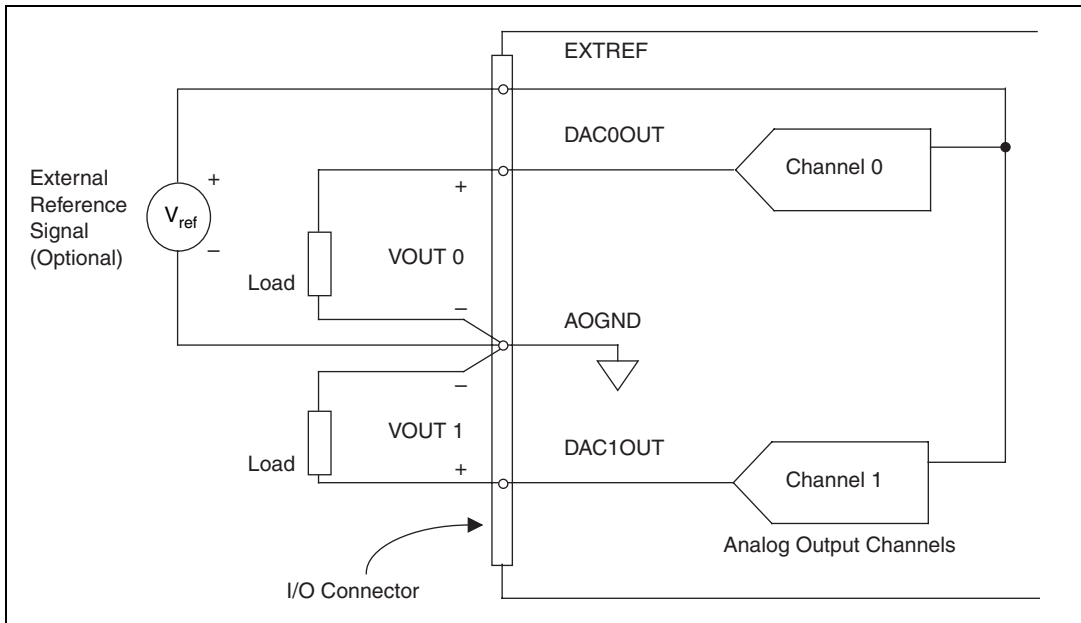 EXTREF
DAC0OUT
Channel 0
External
Reference
Signal
(Optional)
+
Vref
–
+
VOUT 0
Load
–
AOGND
–
VOUT 1
Load
+
DAC1OUT
Channel 1
Analog Output Channels
I/O Connector